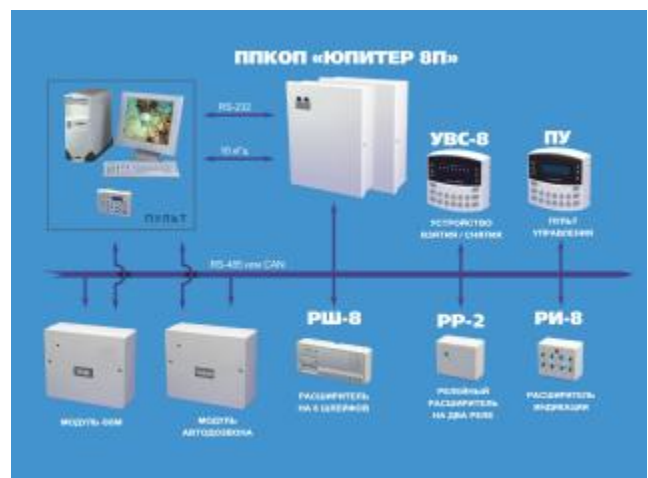 ППКОП «ЮПИТЕР 8П»
RS-232
18 кГц
ПУЛЬТ
УВС-8
ПУ
УСТРОЙСТВО
ВЗЯТИЯ / СНЯТИЯ
ПУЛЬТ
УПРАВЛЕНИЯ
RS-485 или CAN
РШ-8
РР-2
РИ-8
МОДУЛЬ GSM
МОДУЛЬ
АВТОДОЗВОНА
РАСШИРИТЕЛЬ
НА 8 ШЛЕЙФОВ
РЕЛЕЙНЫЙ
РАСШИРИТЕЛЬ
НА ДВА РЕЛЕ
РАСШИРИТЕЛЬ
ИНДИКАЦИИ